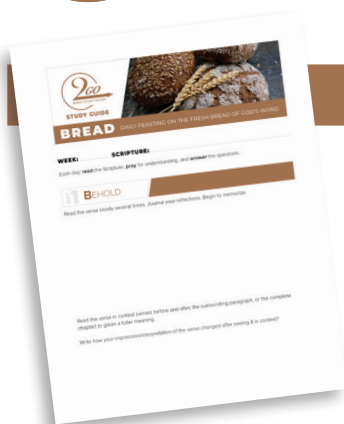 2GO
STUDY GUIDE
BREAD DAILY FEASTING ON THE FRESH BREAD OF GOD'S WORD
WEEK: SCRIPTURE:
Each day read the Scripture, pray for understanding, and answer the questions.
1 BEHOLD
Read the verse slowly several times. Journal your reflections. Begin to memorize.
Read the verse in context (verses before and after, the surrounding paragraph, or the complete
chapter) to glean a fuller meaning.
Write how your impression/interpretation of the verse changed after seeing it in context?